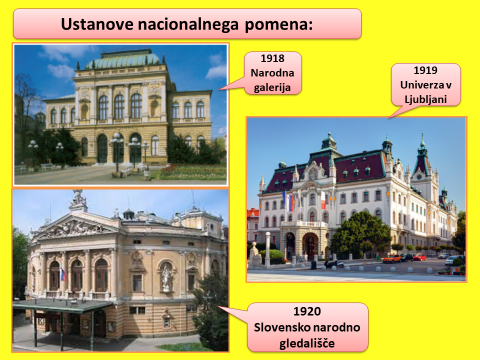 Ustanove nacionalnega pomena:
1918
Narodna
galerija
1919
Univerza v
Ljubljani
1920
Slovensko narodno
gledališče